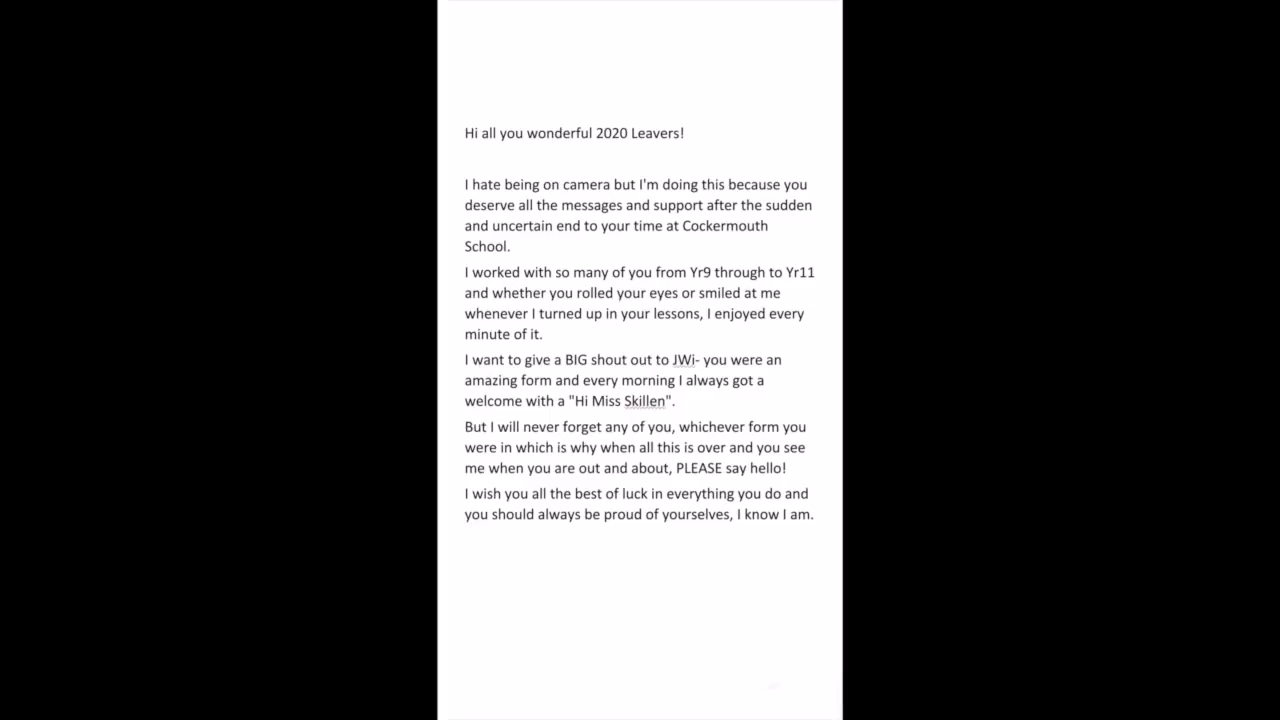 Hi all you wonderful 2020 Leavers!
I hate being on camera but I'm doing this because you
deserve all the messages and support after the sudden
and uncertain end to your time at Cockermouth
School.
I worked with so many of you from Yr9 through to Yr11
and whether you rolled your eyes or smiled at me
whenever I turned up in your lessons, I enjoyed every
minute of it.
I want to give a BIG shout out to JWi- you were an
amazing form and every morning I always got a
welcome with a "Hi Miss Skillen".
But I will never forget any of you, whichever form you
were in which is why when all this is over and you see
me when you are out and about, PLEASE say hello!
I wish you all the best of luck in everything you do and
you should always be proud of yourselves, I know I am.